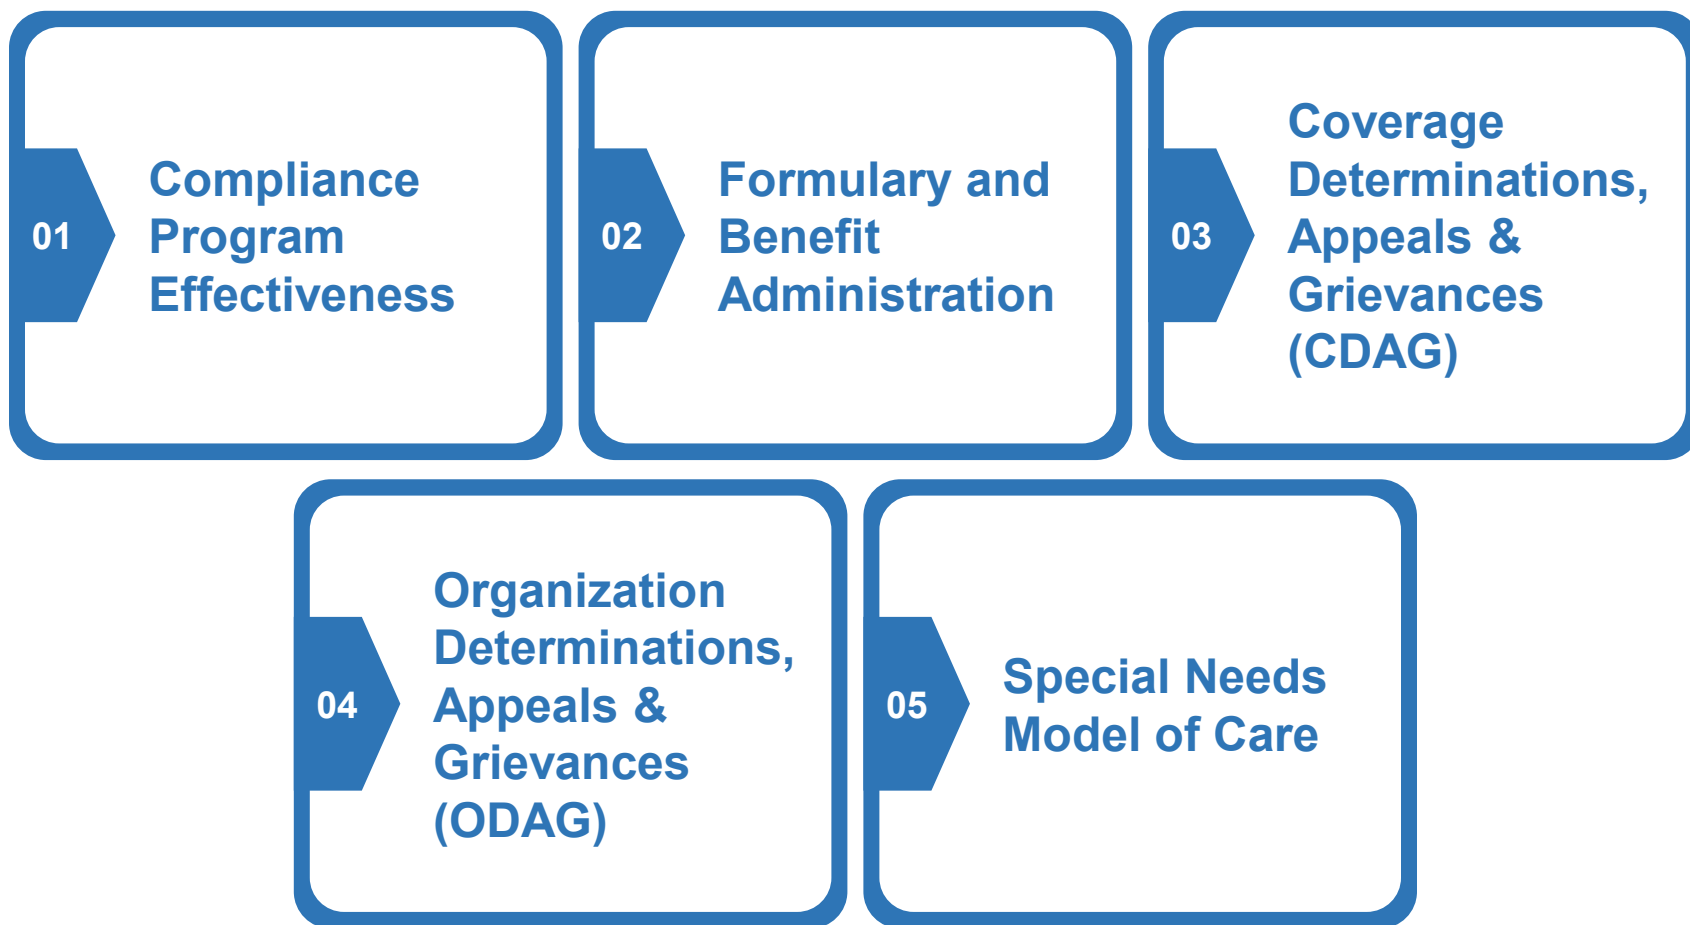 01
Compliance
Program
Effectiveness
02
Formulary and
Benefit
Administration
03
Coverage
Determinations,
Appeals &
Grievances
(CDAG)
04
Organization
Determinations,
Appeals &
Grievances
(ODAG)
05
Special Needs
Model of Care